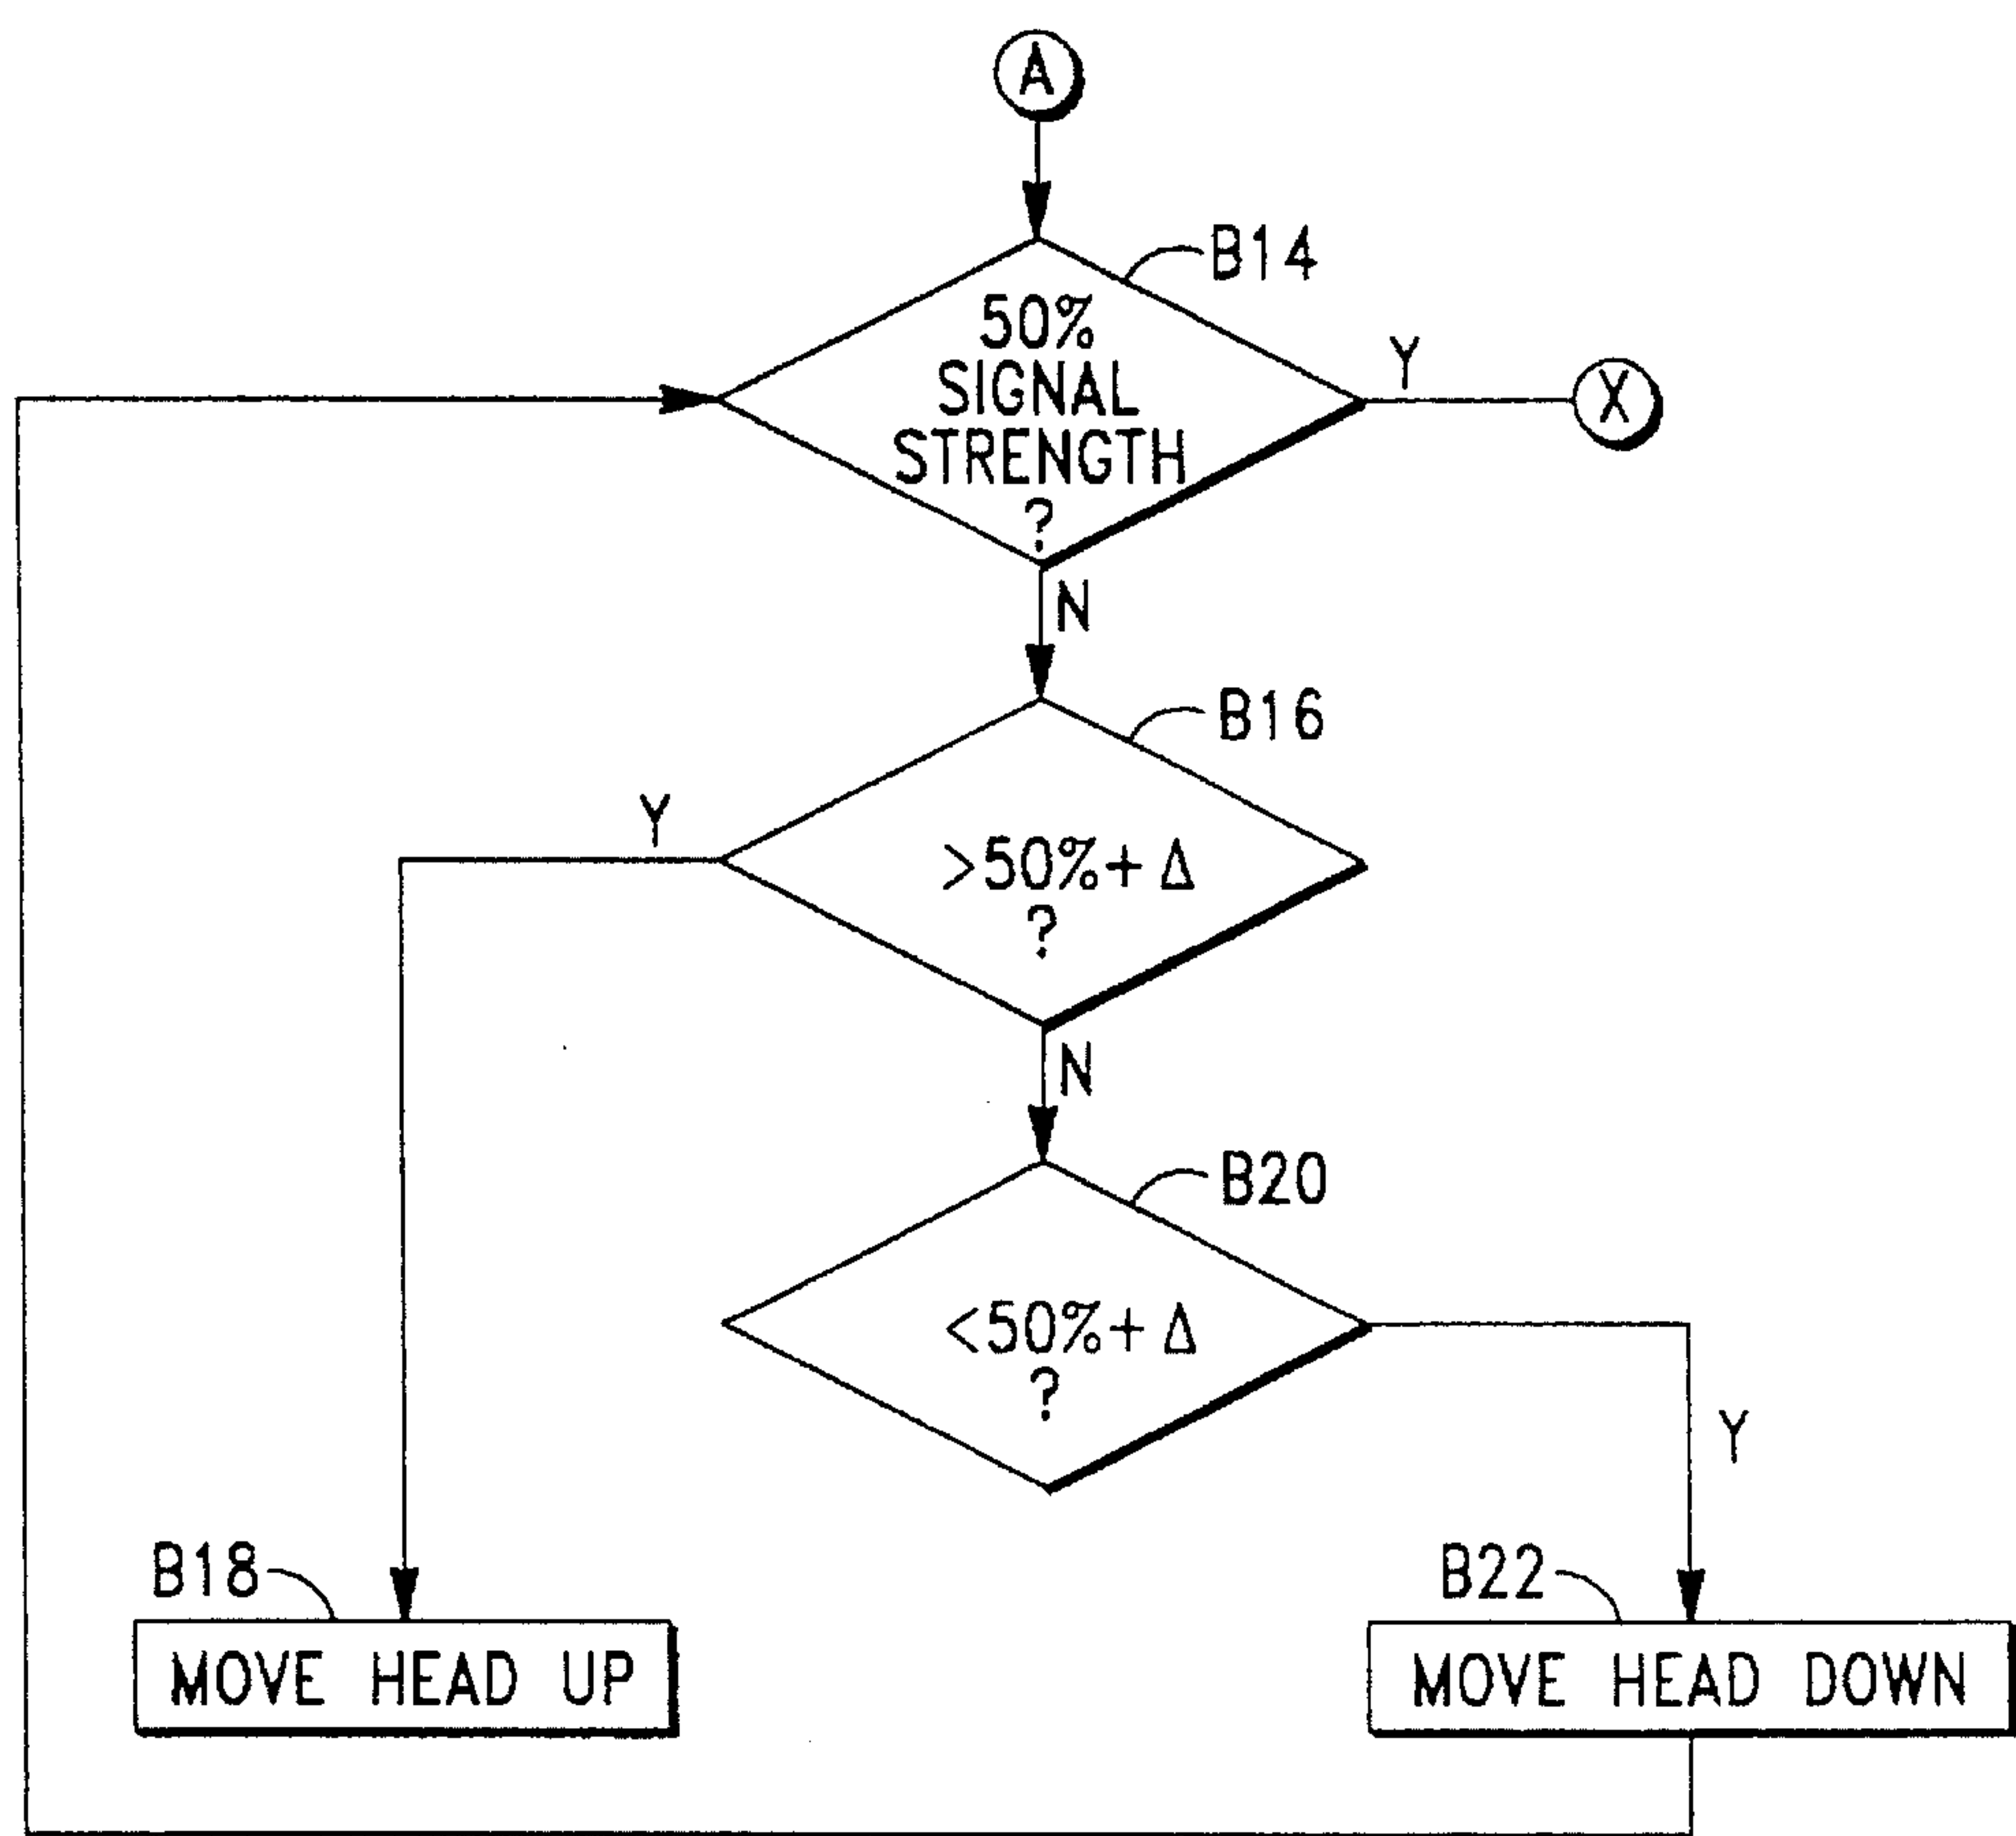 A
B14
50%
SIGNAL
STRENGTH
?
Y
X
N
B16
Y
>50%+ Δ
?
N
B20
<50%+ Δ
?
Y
B18
B22
MOVE HEAD UP
MOVE HEAD DOWN